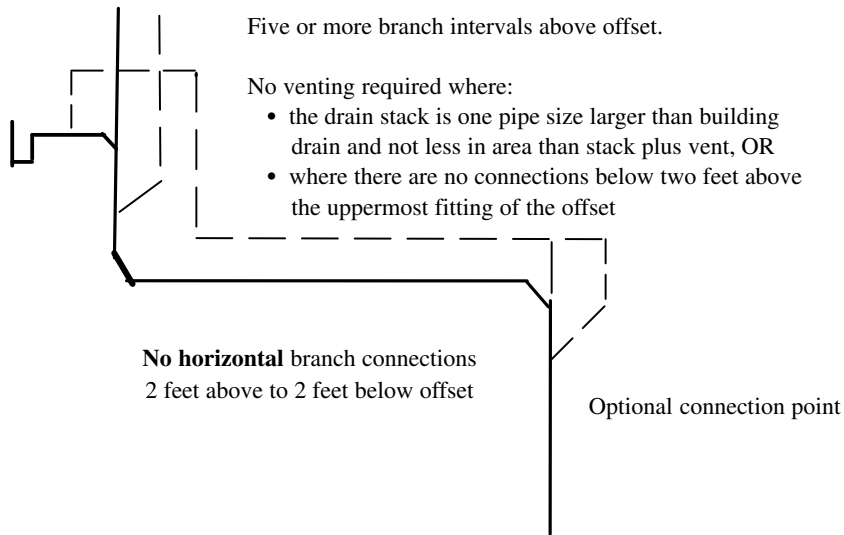 Five or more branch intervals above offset.
No venting required where:
• the drain stack is one pipe size larger than building
drain and not less in area than stack plus vent, OR
• where there are no connections below two feet above
the uppermost fitting of the offset
No horizontal branch connections
2 feet above to 2 feet below offset
Optional connection point